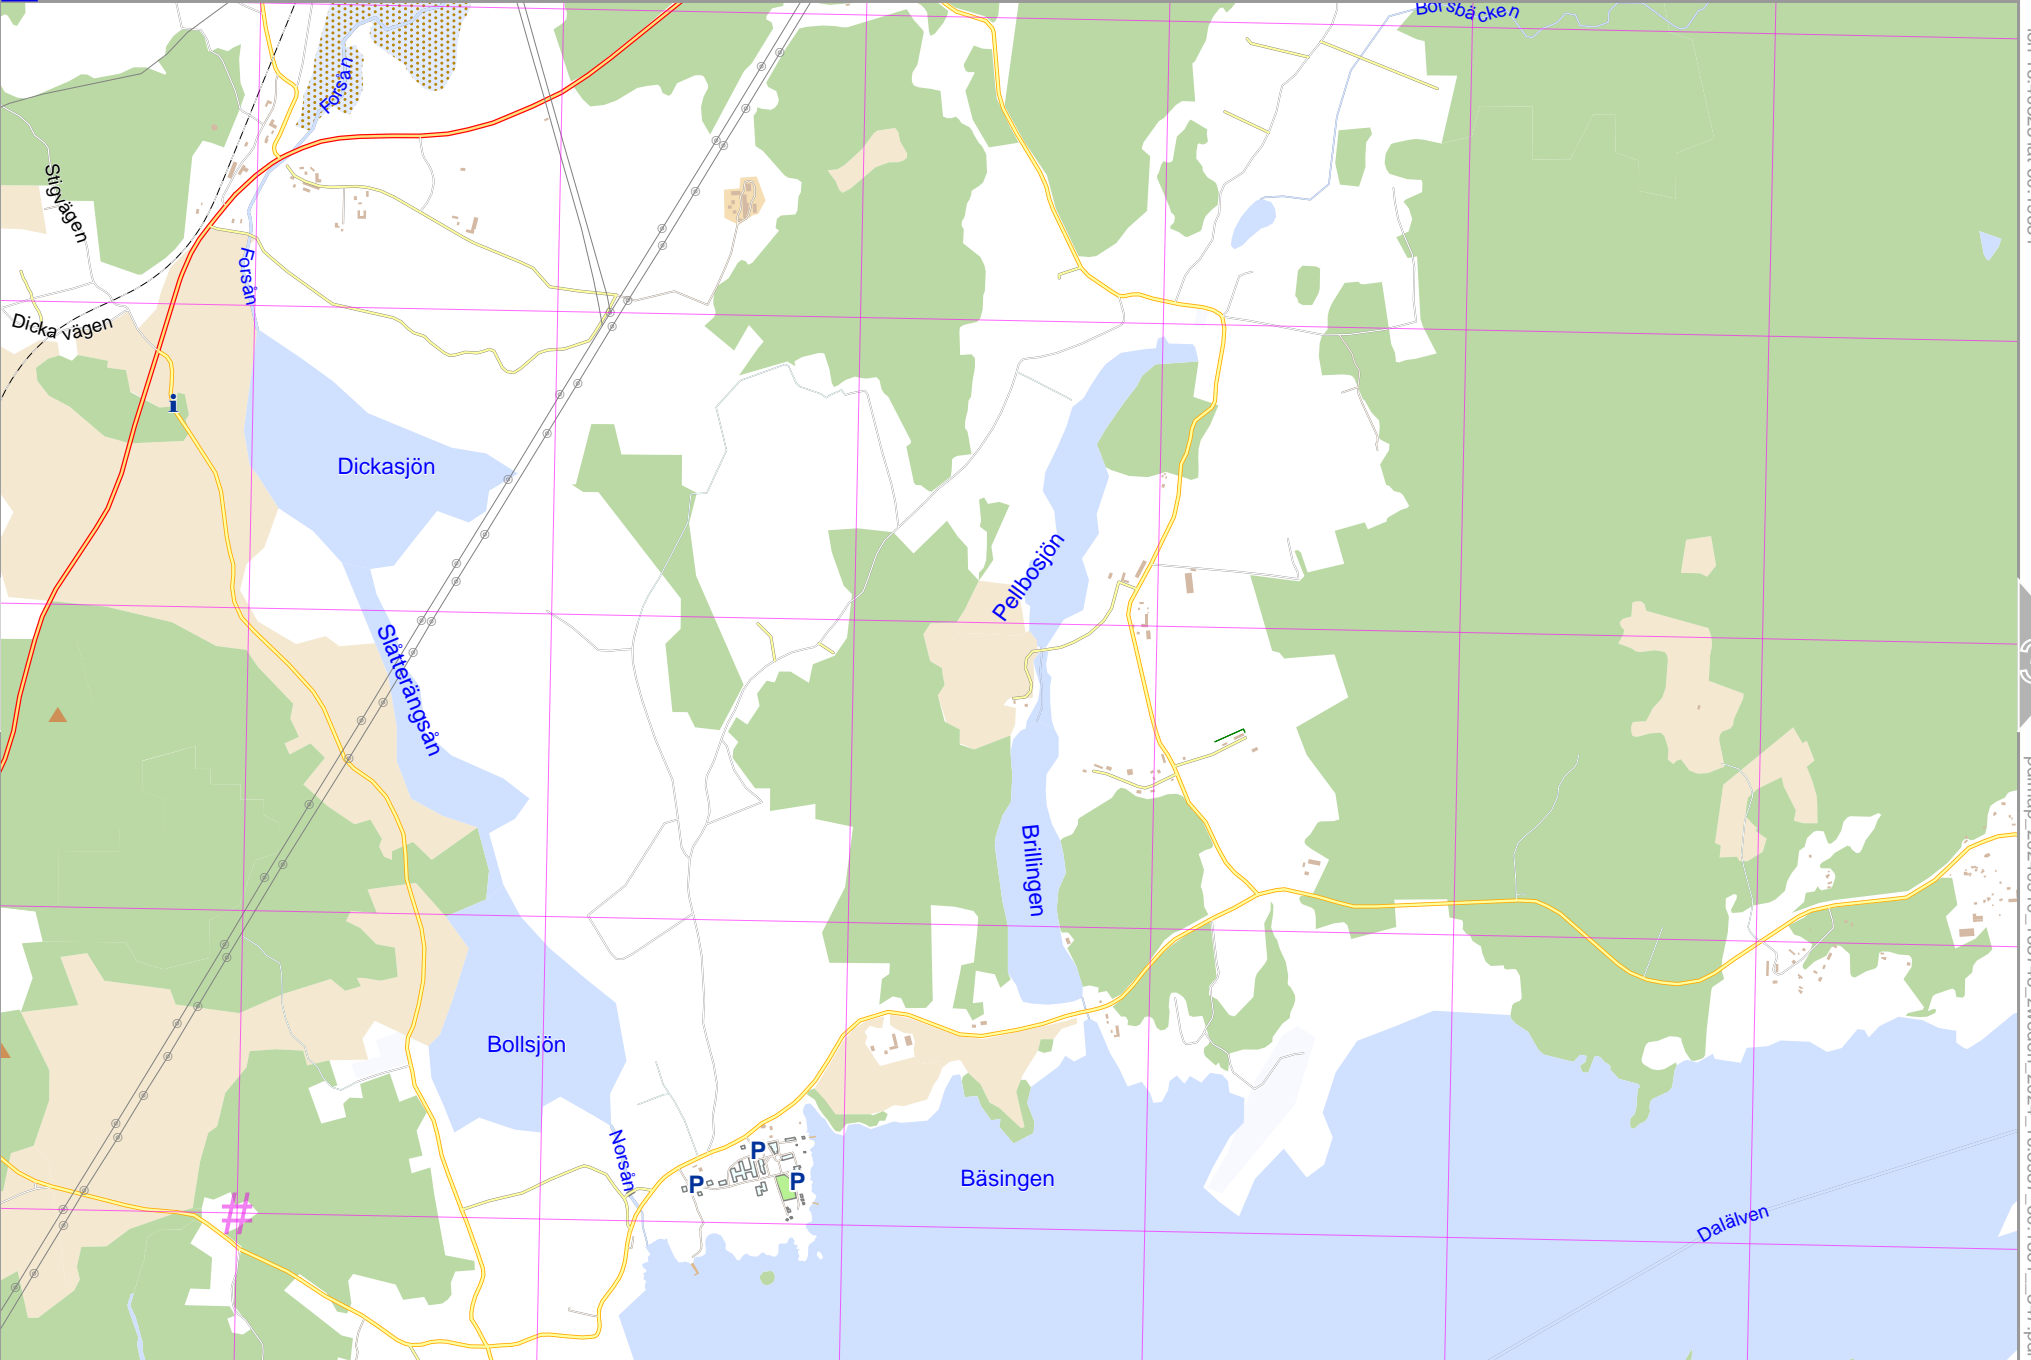 Borsbäcken
Forsån
Stigvägen
Forsån
Dicka vägen
i
Dickasjön
Pellbosjön
Slåtterängsån
Brillingen
Bollsjön
Norsån
P
P
P
Bäsingen
#
Dalälven